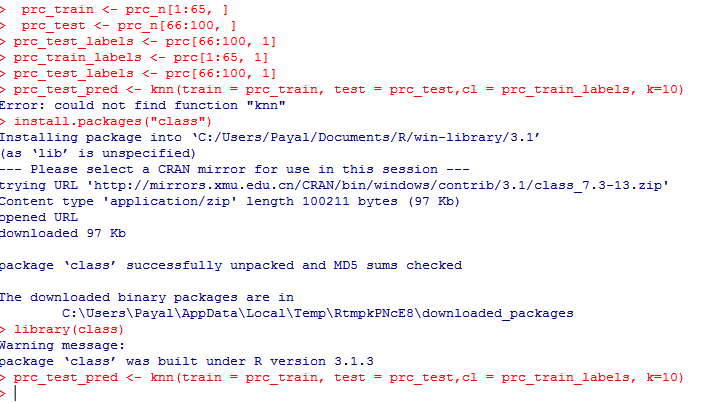 >  prc_train <- prc_n[1:65, ]
>  prc_test <- prc_n[66:100, ]
> prc_test_labels <- prc[66:100, 1]
> prc_train_labels <- prc[1:65, 1]
> prc_test_labels <- prc[66:100, 1]
> prc_test_pred <- knn(train = prc_train, test = prc_test,cl = prc_train_labels, k=10)
Error: could not find function "knn"
> install.packages("class")
Installing package into ‘C:/Users/Payal/Documents/R/win-library/3.1’
(as ‘lib’ is unspecified)
--- Please select a CRAN mirror for use in this session ---
trying URL 'http://mirrors.xmu.edu.cn/CRAN/bin/windows/contrib/3.1/class_7.3-13.zip'
Content type 'application/zip' length 100211 bytes (97 Kb)
opened URL
downloaded 97 Kb

package ‘class’ successfully unpacked and MD5 sums checked

The downloaded binary packages are in
        C:\Users\Payal\AppData\Local\Temp\RtmpkPNcE8\downloaded_packages
> library(class)
Warning message:
package ‘class’ was built under R version 3.1.3
> prc_test_pred <- knn(train = prc_train, test = prc_test,cl = prc_train_labels, k=10)
>